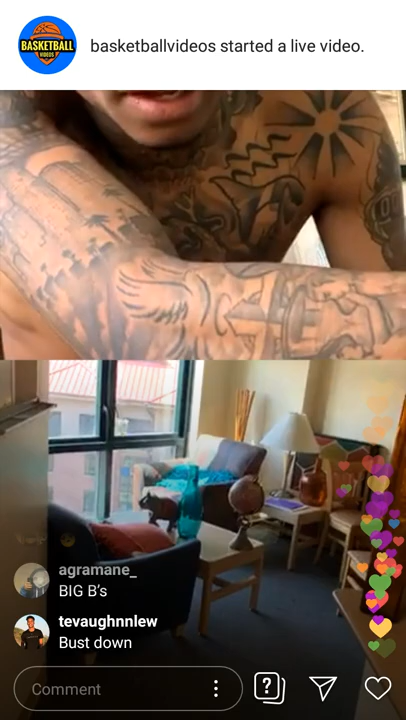 BASKETBALL
VIDEOS
basketballvideos started a live video.
agramane_
BIG B's
tevaughnnlew
Bust down
Comment
?